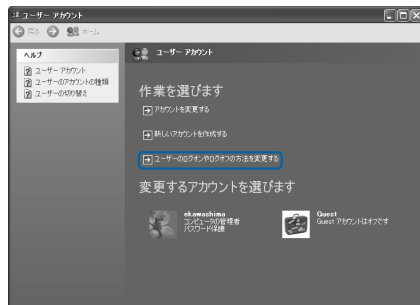 ユーザー アカウント
戻る
ホーム
ヘルプ
ユーザー アカウント
ユーザーのアカウントの種類
ユーザーの切り替え
ユーザー アカウント
作業を選びます
アカウントを変更する
新しいアカウントを作成する
ユーザーのログオンやログオフの方法を変更する
変更するアカウントを選びます
ekawashima
コンピュータの管理者
パスワード保護
Guest
Guest アカウントはオフです